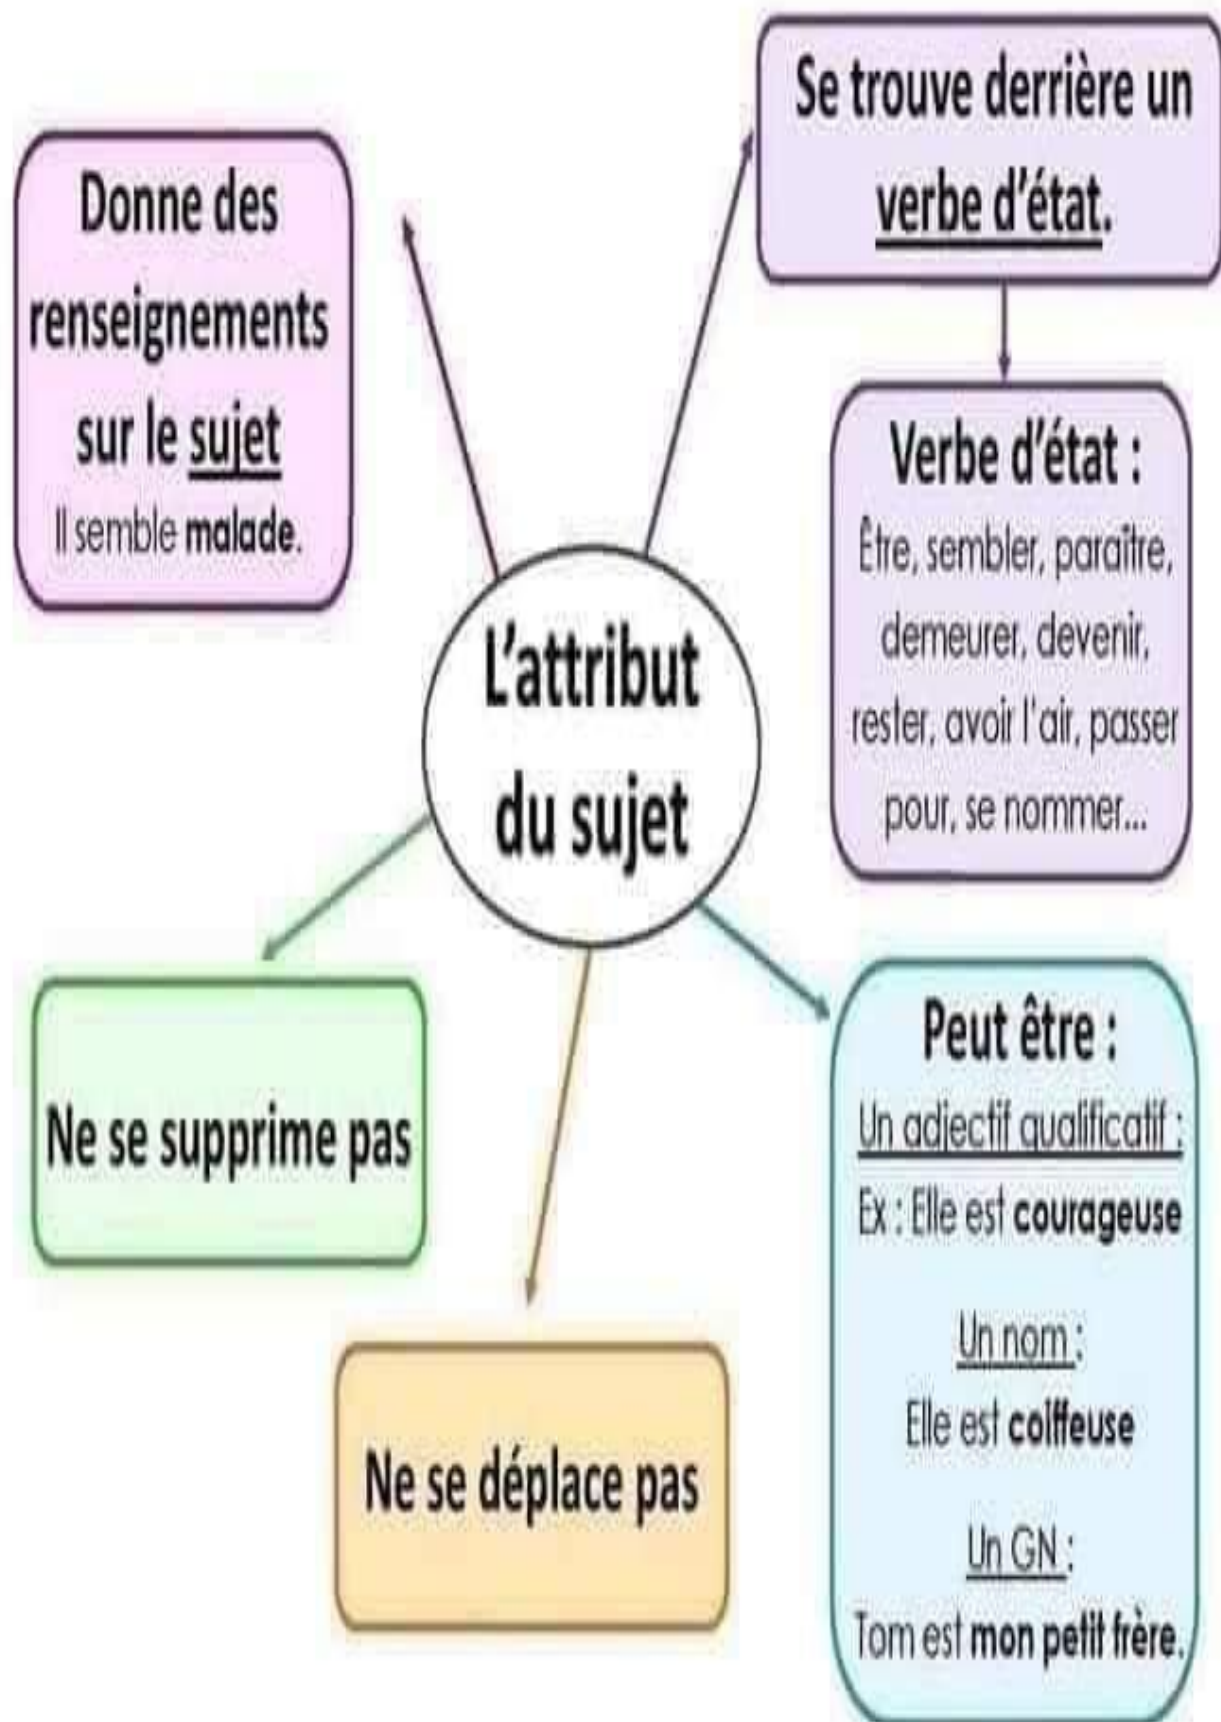 Se trouve derrière un
verbe d'état.
Donne des
renseignements
sur le sujet
Il semble malade.
Verbe d'état :
Être, sembler, paraître,
demeurer, devenir,
rester, avoir l'air, passer
pour, se nommer...
L'attribut
du sujet
Ne se supprime pas
Ne se déplace pas
Peut être :
Un adjectif qualificatif :
Ex : Elle est courageuse
Un nom :
Elle est coiffeuse
Un GN :
Tom est mon petit frère.